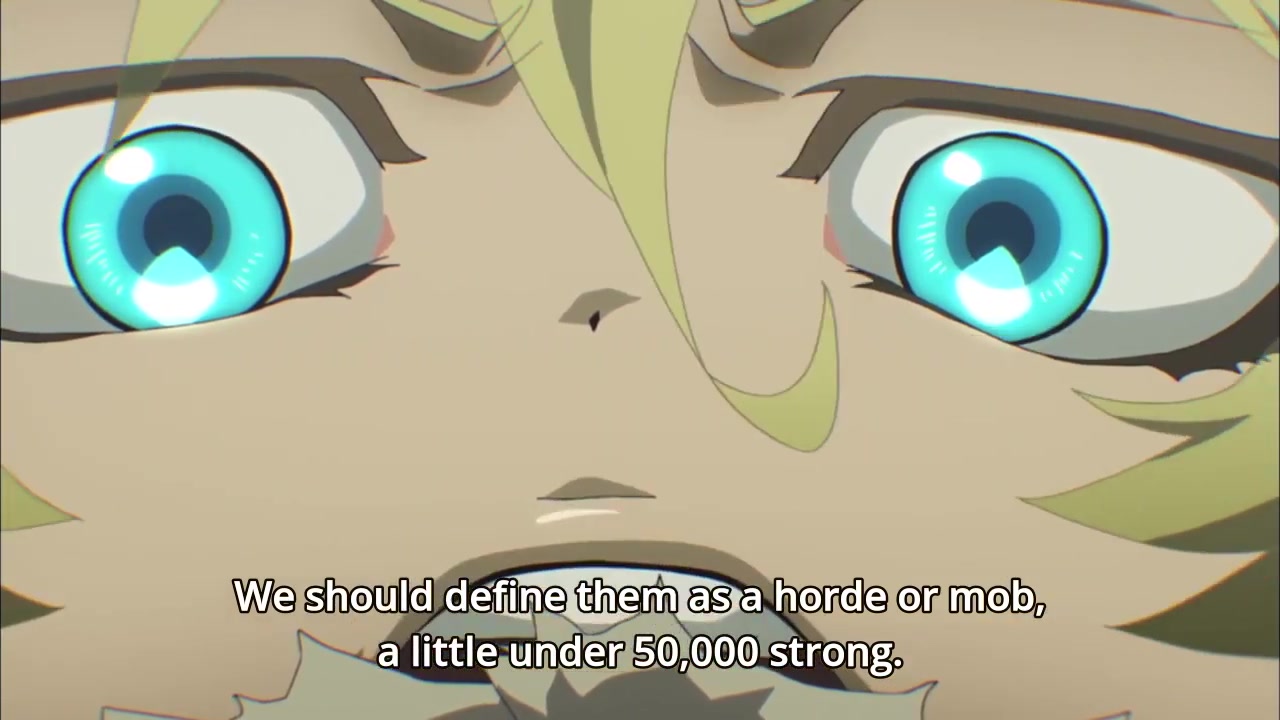 We should define them as a horde or mob,
a little under 50,000 strong.